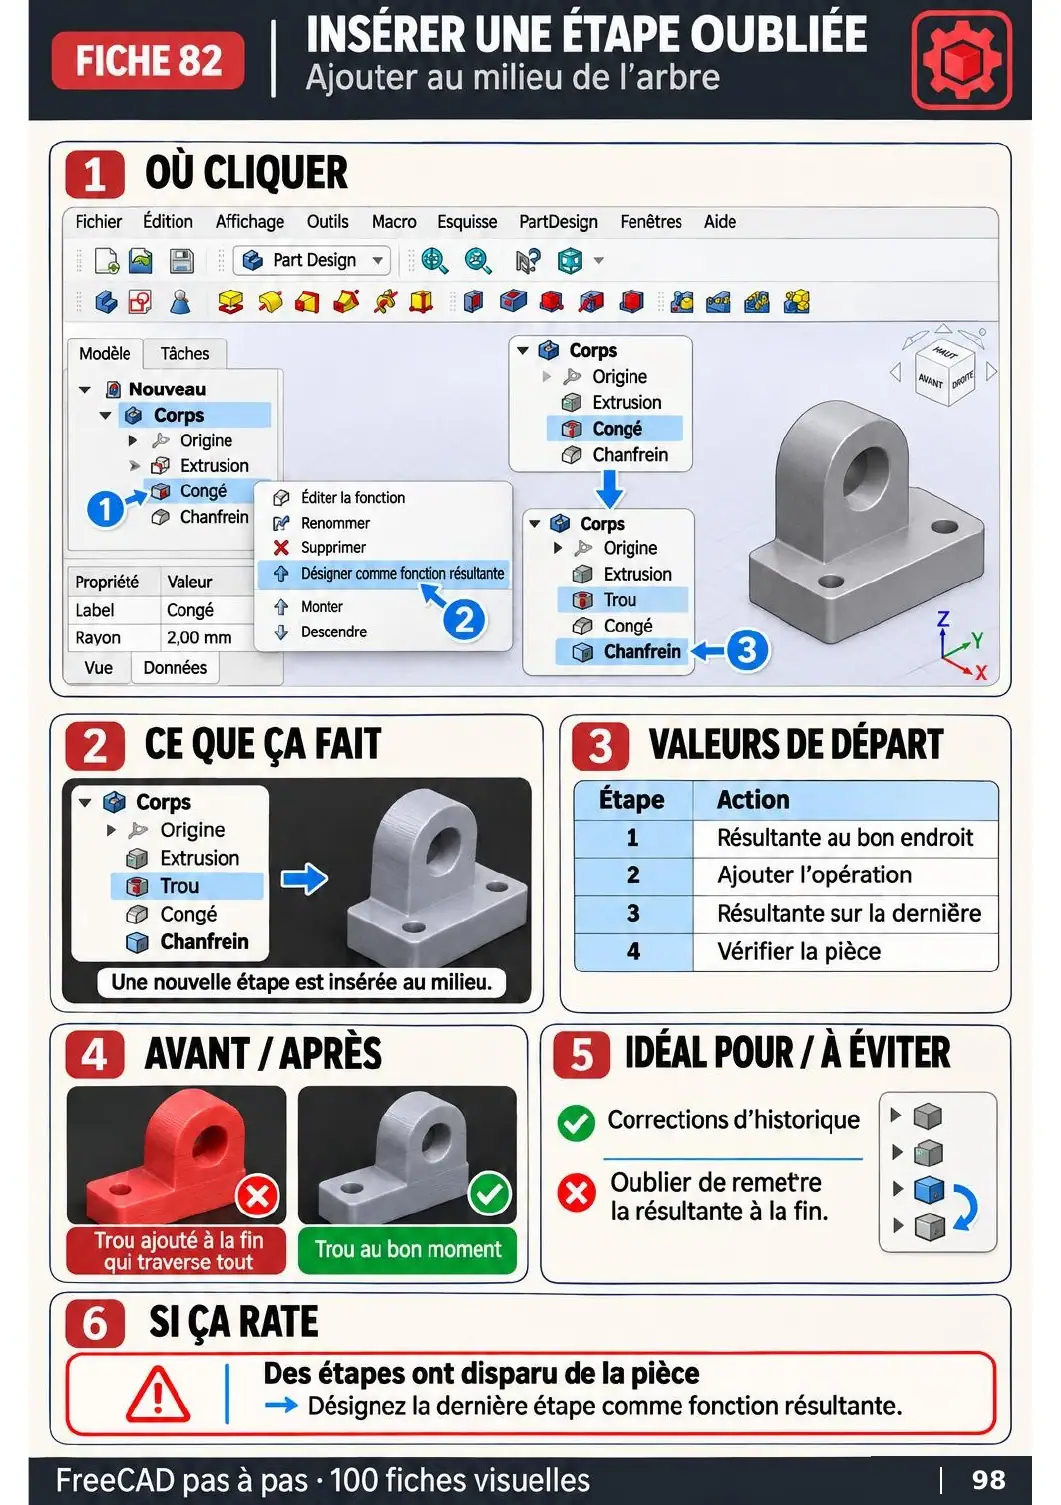 FICHE 82
INSÉRER UNE ÉTAPE OUBLIÉE
Ajouter au milieu de l'arbre
1 OÙ CLIQUER
Fichier Édition Affichage Outils Macro Esquisse PartDesign Fenêtres Aide
Part Design
Modèle Tâches
Nouveau
Corps
Origine
Extrusion
Congé
Chanfrein
1
Éditer la fonction
Renommer
Supprimer
Désigner comme fonction résultante
Monter
Descendre
2
Propriété Valeur
Label Congé
Rayon 2,00 mm
Vue Données
Corps
Origine
Extrusion
Congé
Chanfrein
Corps
Origine
Extrusion
Trou
Congé
Chanfrein
3
HAUT
AVANT DROITE
Z
Y
X
2 CE QUE ÇA FAIT
Corps
Origine
Extrusion
Trou
Congé
Chanfrein
Une nouvelle étape est insérée au milieu.
3 VALEURS DE DÉPART
Étape Action
1 Résultante au bon endroit
2 Ajouter l'opération
3 Résultante sur la dernière
4 Vérifier la pièce
4 AVANT / APRÈS
Trou ajouté à la fin
qui traverse tout
Trou au bon moment
5 IDÉAL POUR / À ÉVITER
Corrections d'historique
Oublier de remettre
la résultante à la fin.
6 SI ÇA RATE
Des étapes ont disparu de la pièce
→ Désignez la dernière étape comme fonction résultante.
FreeCAD pas à pas · 100 fiches visuelles | 98